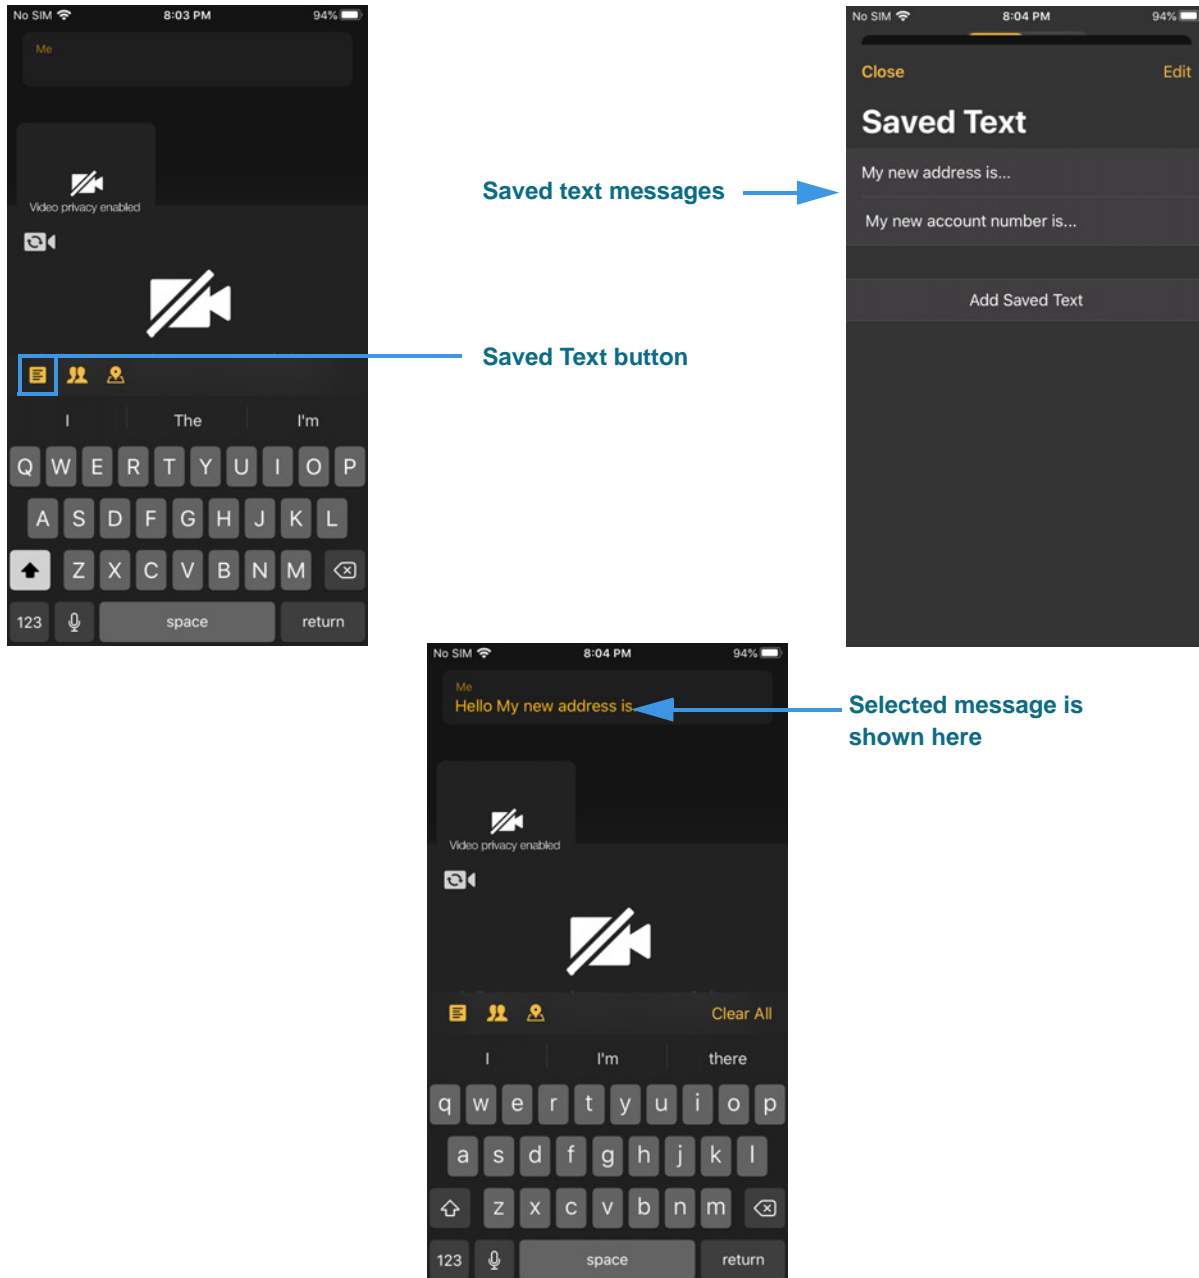 No SIM 8:03 PM 94%
Me
Video privacy enabled
I The I'm
Q W E R T Y U I O P
A S D F G H J K L
Z X C V B N M
123 space return
Saved text messages
Saved Text button
No SIM 8:04 PM 94%
Close Edit
Saved Text
My new address is...
My new account number is...
Add Saved Text
No SIM 8:04 PM 94%
Me
Hello My new address is
Video privacy enabled
Clear All
I I'm there
q w e r t y u i o p
a s d f g h j k l
z x c v b n m
123 space return
Selected message is
shown here